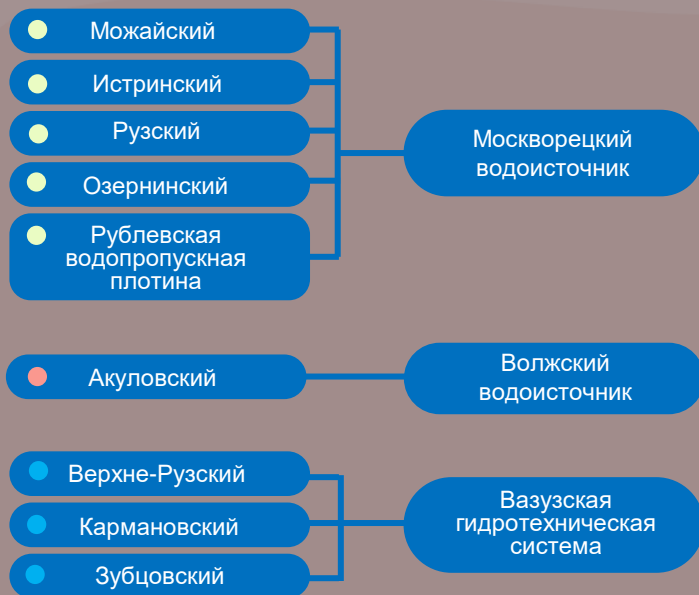 Можайский
Истринский
Рузский
Озернинский
Рублевская
водопропускная
плотина
Москворецкий
водоисточник
Акуловский
Волжский
водоисточник
Верхне-Рузский
Кармановский
Зубцовский
Вазузская
гидротехническая
система